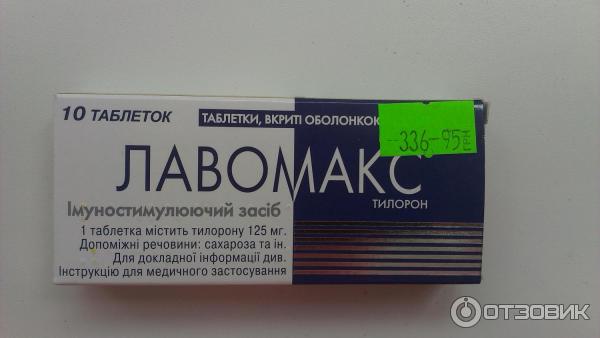 10 ТАБЛЕТОК
ТАБЛЕТКИ, ВКРИТІ ОБОЛОНКОЮ
336-95 ГРН
ЛАВОМАКС
ТИЛОРОН
Імуностимулюючий засіб
1 таблетка містить тилорону 125 мг.
Допоміжні речовини: сахароза та ін.
Для докладної інформації див.
Інструкцію для медичного застосування
ОТЗОВИК